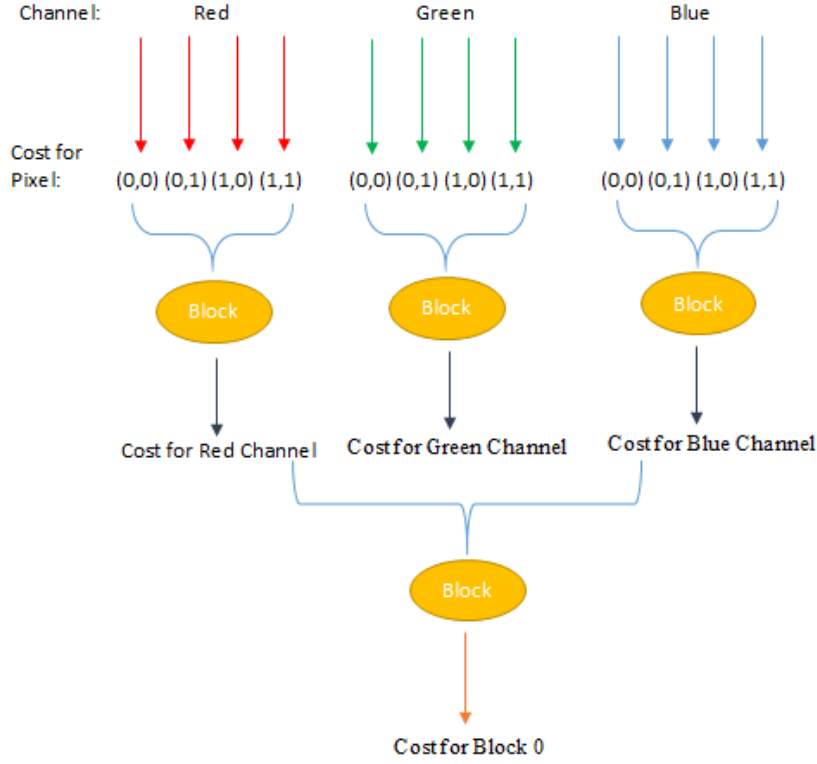 Channel: Red Green Blue
Cost for
Pixel: (0,0) (0,1) (1,0) (1,1) (0,0) (0,1) (1,0) (1,1) (0,0) (0,1) (1,0) (1,1)
Block Block Block
Cost for Red Channel Cost for Green Channel Cost for Blue Channel
Block
Cost for Block 0